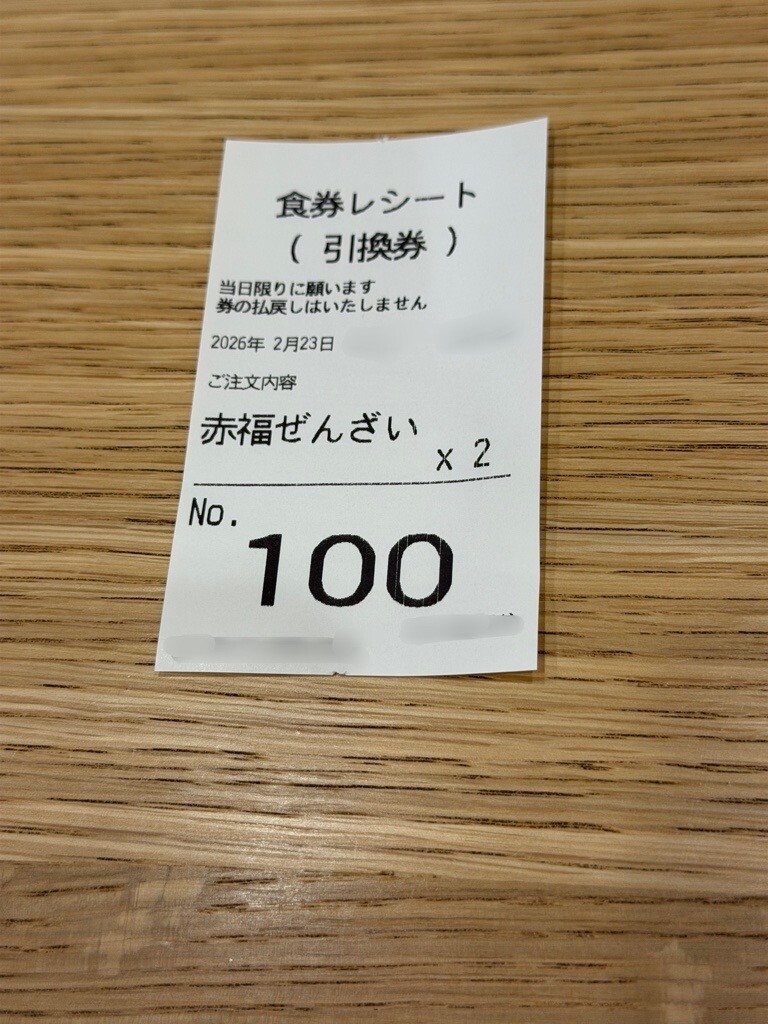 食券レシート
( 引換券 )
当日限りに願います
券の払戻しはいたしません
2026年 2月23日
ご注文内容
赤福ぜんざい
x 2
No.
100